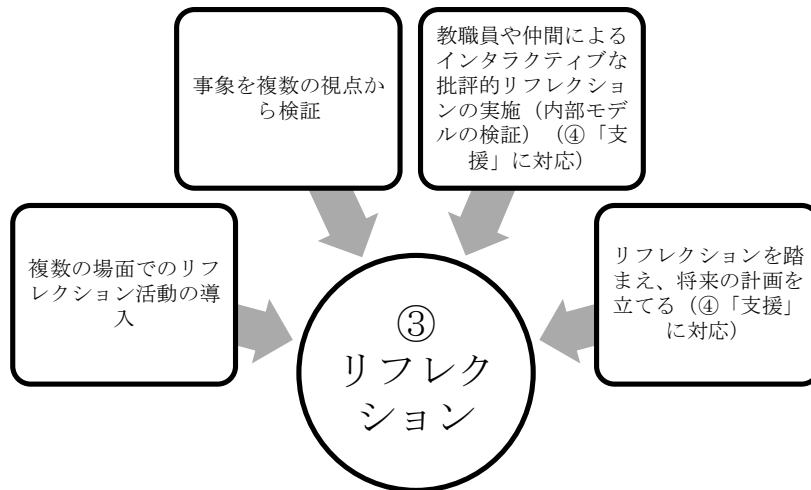 複数の場面でのリフ
レクション活動の導
入
事象を複数の視点か
ら検証
教職員や仲間による
インタラクティブな
批評的リフレクショ
ンの実施（内部モデ
ルの検証）（④「支
援」に対応）
リフレクションを踏
まえ、将来の計画を
立てる（④「支援」
に対応）
③
リフレク
ション